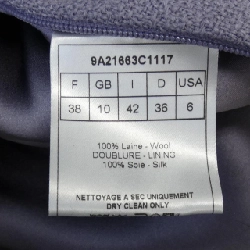 9A21663C1117
F GB I D USA
38 10 42 36 6
100% Laine - Wool
DOUBLURE - LINING
100% Soie - Silk
NETTOYAGE A SEC UNIQUEMENT
DRY CLEAN ONLY